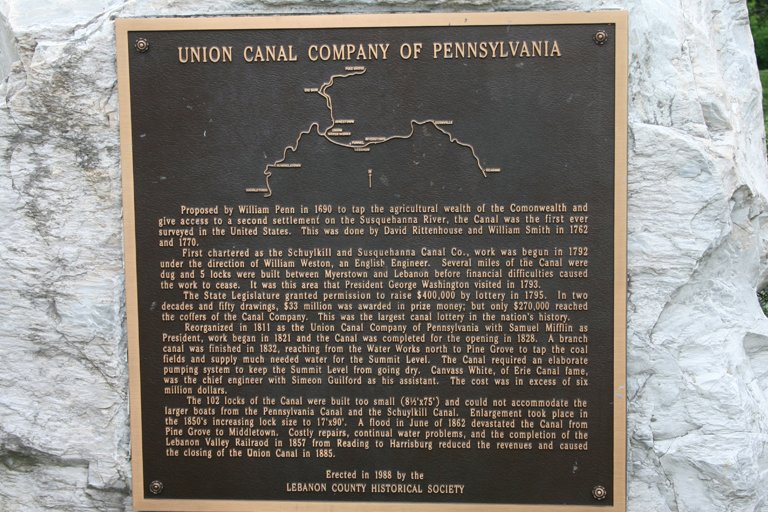 UNION CANAL COMPANY OF PENNSYLVANIA
PINE GROVE
JONESTOWN
UNION
WATER WORKS
TUNNEL
LEBANON
MYERSTOWN
READING
HUMMELSTOWN
MIDDLETOWN
Proposed by William Penn in 1690 to tap the agricultural wealth of the Comonwealth and
give access to a second settlement on the Susquehanna River, the Canal was the first ever
surveyed in the United States. This was done by David Rittenhouse and William Smith in 1762
and 1770.
First chartered as the Schuylkill and Susquehanna Canal Co., work was begun in 1792
under the direction of William Weston, an English Engineer. Several miles of the Canal were
dug and 5 locks were built between Myerstown and Lebanon before financial difficulties caused
the work to cease. It was this area that President George Washington visited in 1793.
The State Legislature granted permission to raise $400,000 by lottery in 1795. In two
decades and fifty drawings, $33 million was awarded in prize money; but only $270,000 reached
the coffers of the Canal Company. This was the largest canal lottery in the nation's history.
Reorganized in 1811 as the Union Canal Company of Pennsylvania with Samuel Mifflin as
President, work began in 1821 and the Canal was completed for the opening in 1828. A branch
canal was finished in 1832, reaching from the Water Works north to Pine Grove to tap the coal
fields and supply much needed water for the Summit Level. The Canal required an elaborate
pumping system to keep the Summit Level from going dry. Canvass White, of Erie Canal fame,
was the chief engineer with Simeon Guilford as his assistant. The cost was in excess of six
million dollars.
The 102 locks of the Canal were built too small (8½'x75') and could not accommodate the
larger boats from the Pennsylvania Canal and the Schuylkill Canal. Enlargement took place in
the 1850's increasing lock size to 17'x90'. A flood in June of 1862 devastated the Canal from
Pine Grove to Middletown. Costly repairs, continual water problems, and the completion of the
Lebanon Valley Railraod in 1857 from Reading to Harrisburg reduced the revenues and caused
the closing of the Union Canal in 1885.
Erected in 1988 by the
LEBANON COUNTY HISTORICAL SOCIETY